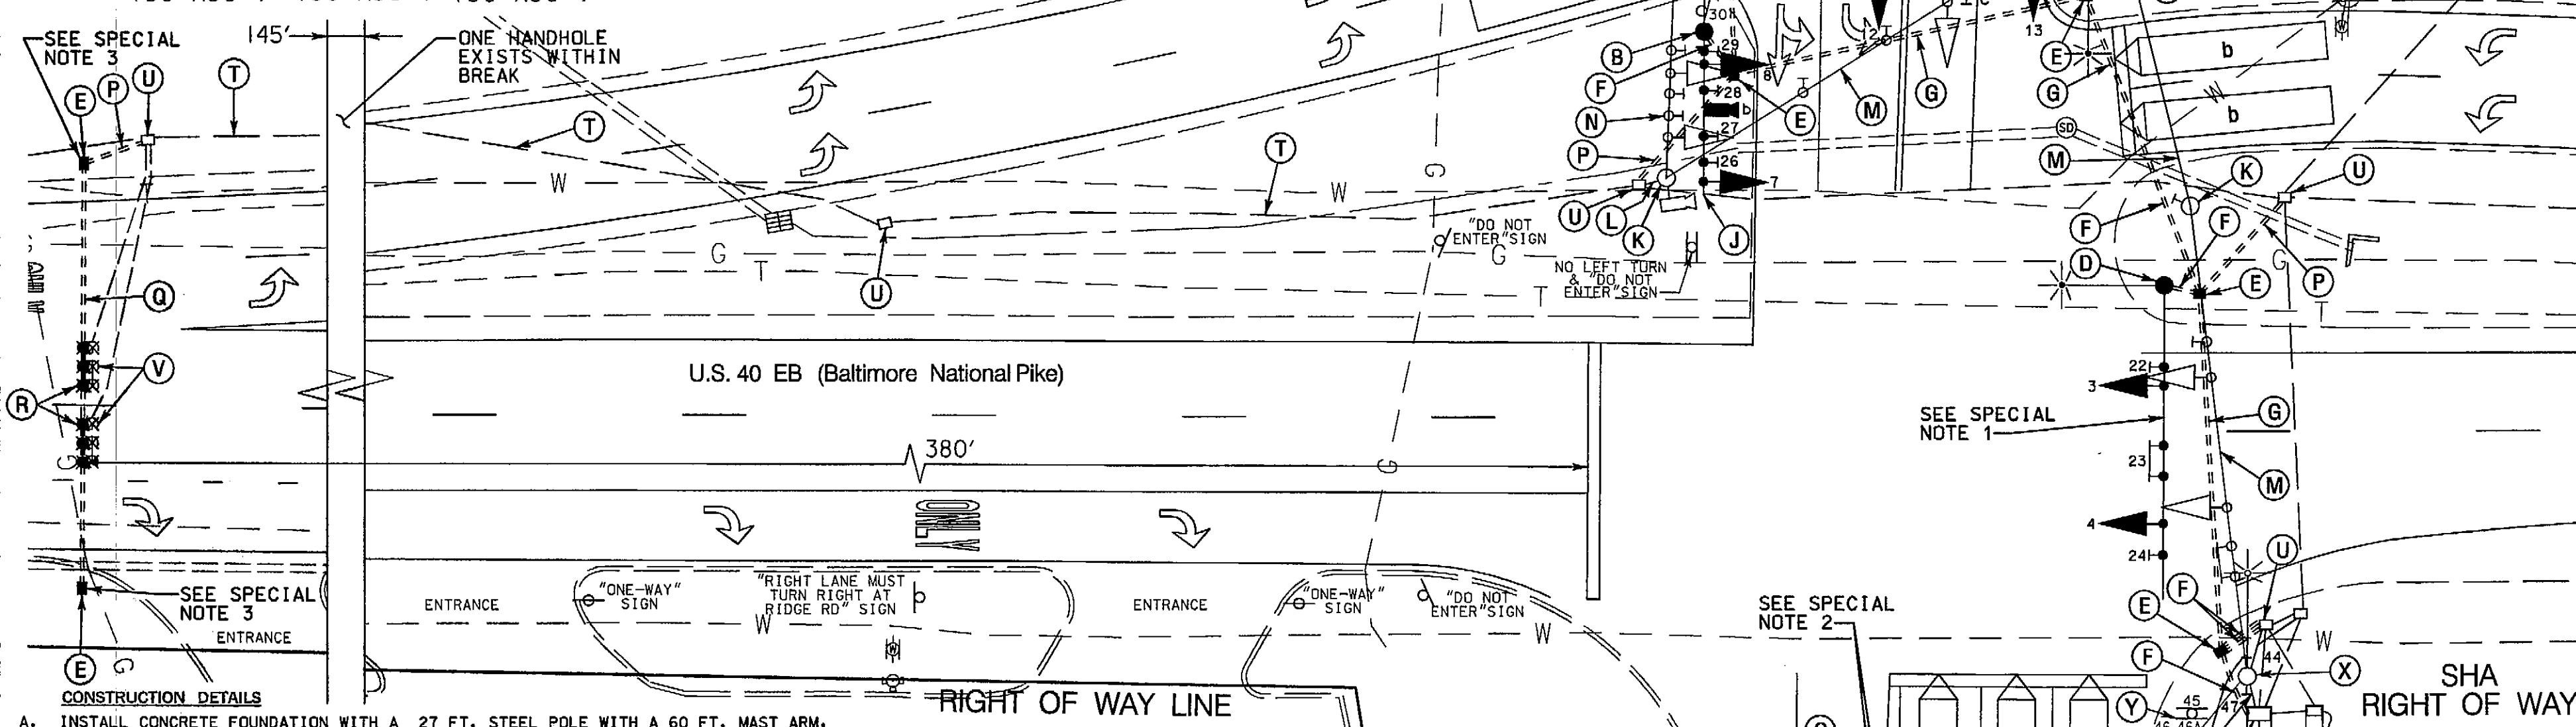 SEE SPECIAL
NOTE 3
145'
ONE HANDHOLE
EXISTS WITHIN
BREAK
E
P
U
T
T
T
W
W
G
T
U
Q
V
R
G
G
E
SEE SPECIAL
NOTE 3
ENTRANCE
U.S. 40 EB (Baltimore National Pike)
380'
ONLY
ENTRANCE
"ONE-WAY"
SIGN
"RIGHT LANE MUST
TURN RIGHT AT
RIDGE RD" SIGN
W
W
ENTRANCE
"ONE-WAY"
SIGN
"DO NOT
ENTER" SIGN
W
RIGHT OF WAY LINE
G
G
"DO NOT
ENTER" SIGN
G
NO LEFT TURN
& "DO NOT
ENTER" SIGN
T
30
B
29
F
8
28
b
N
27
E
P
26
7
U
L
K
J
M
G
13
E
G
b
W
b
SD
M
K
U
F
F
D
E
G
P
T
22
3
SEE SPECIAL
NOTE 1
G
23
M
4
24
U
F
E
SEE SPECIAL
NOTE 2
W
F
44
X
45
Y
47
SHA
RIGHT OF WAY
CONSTRUCTION DETAILS
A. INSTALL CONCRETE FOUNDATION WITH A 27 FT. STEEL POLE WITH A 60 FT. MAST ARM,